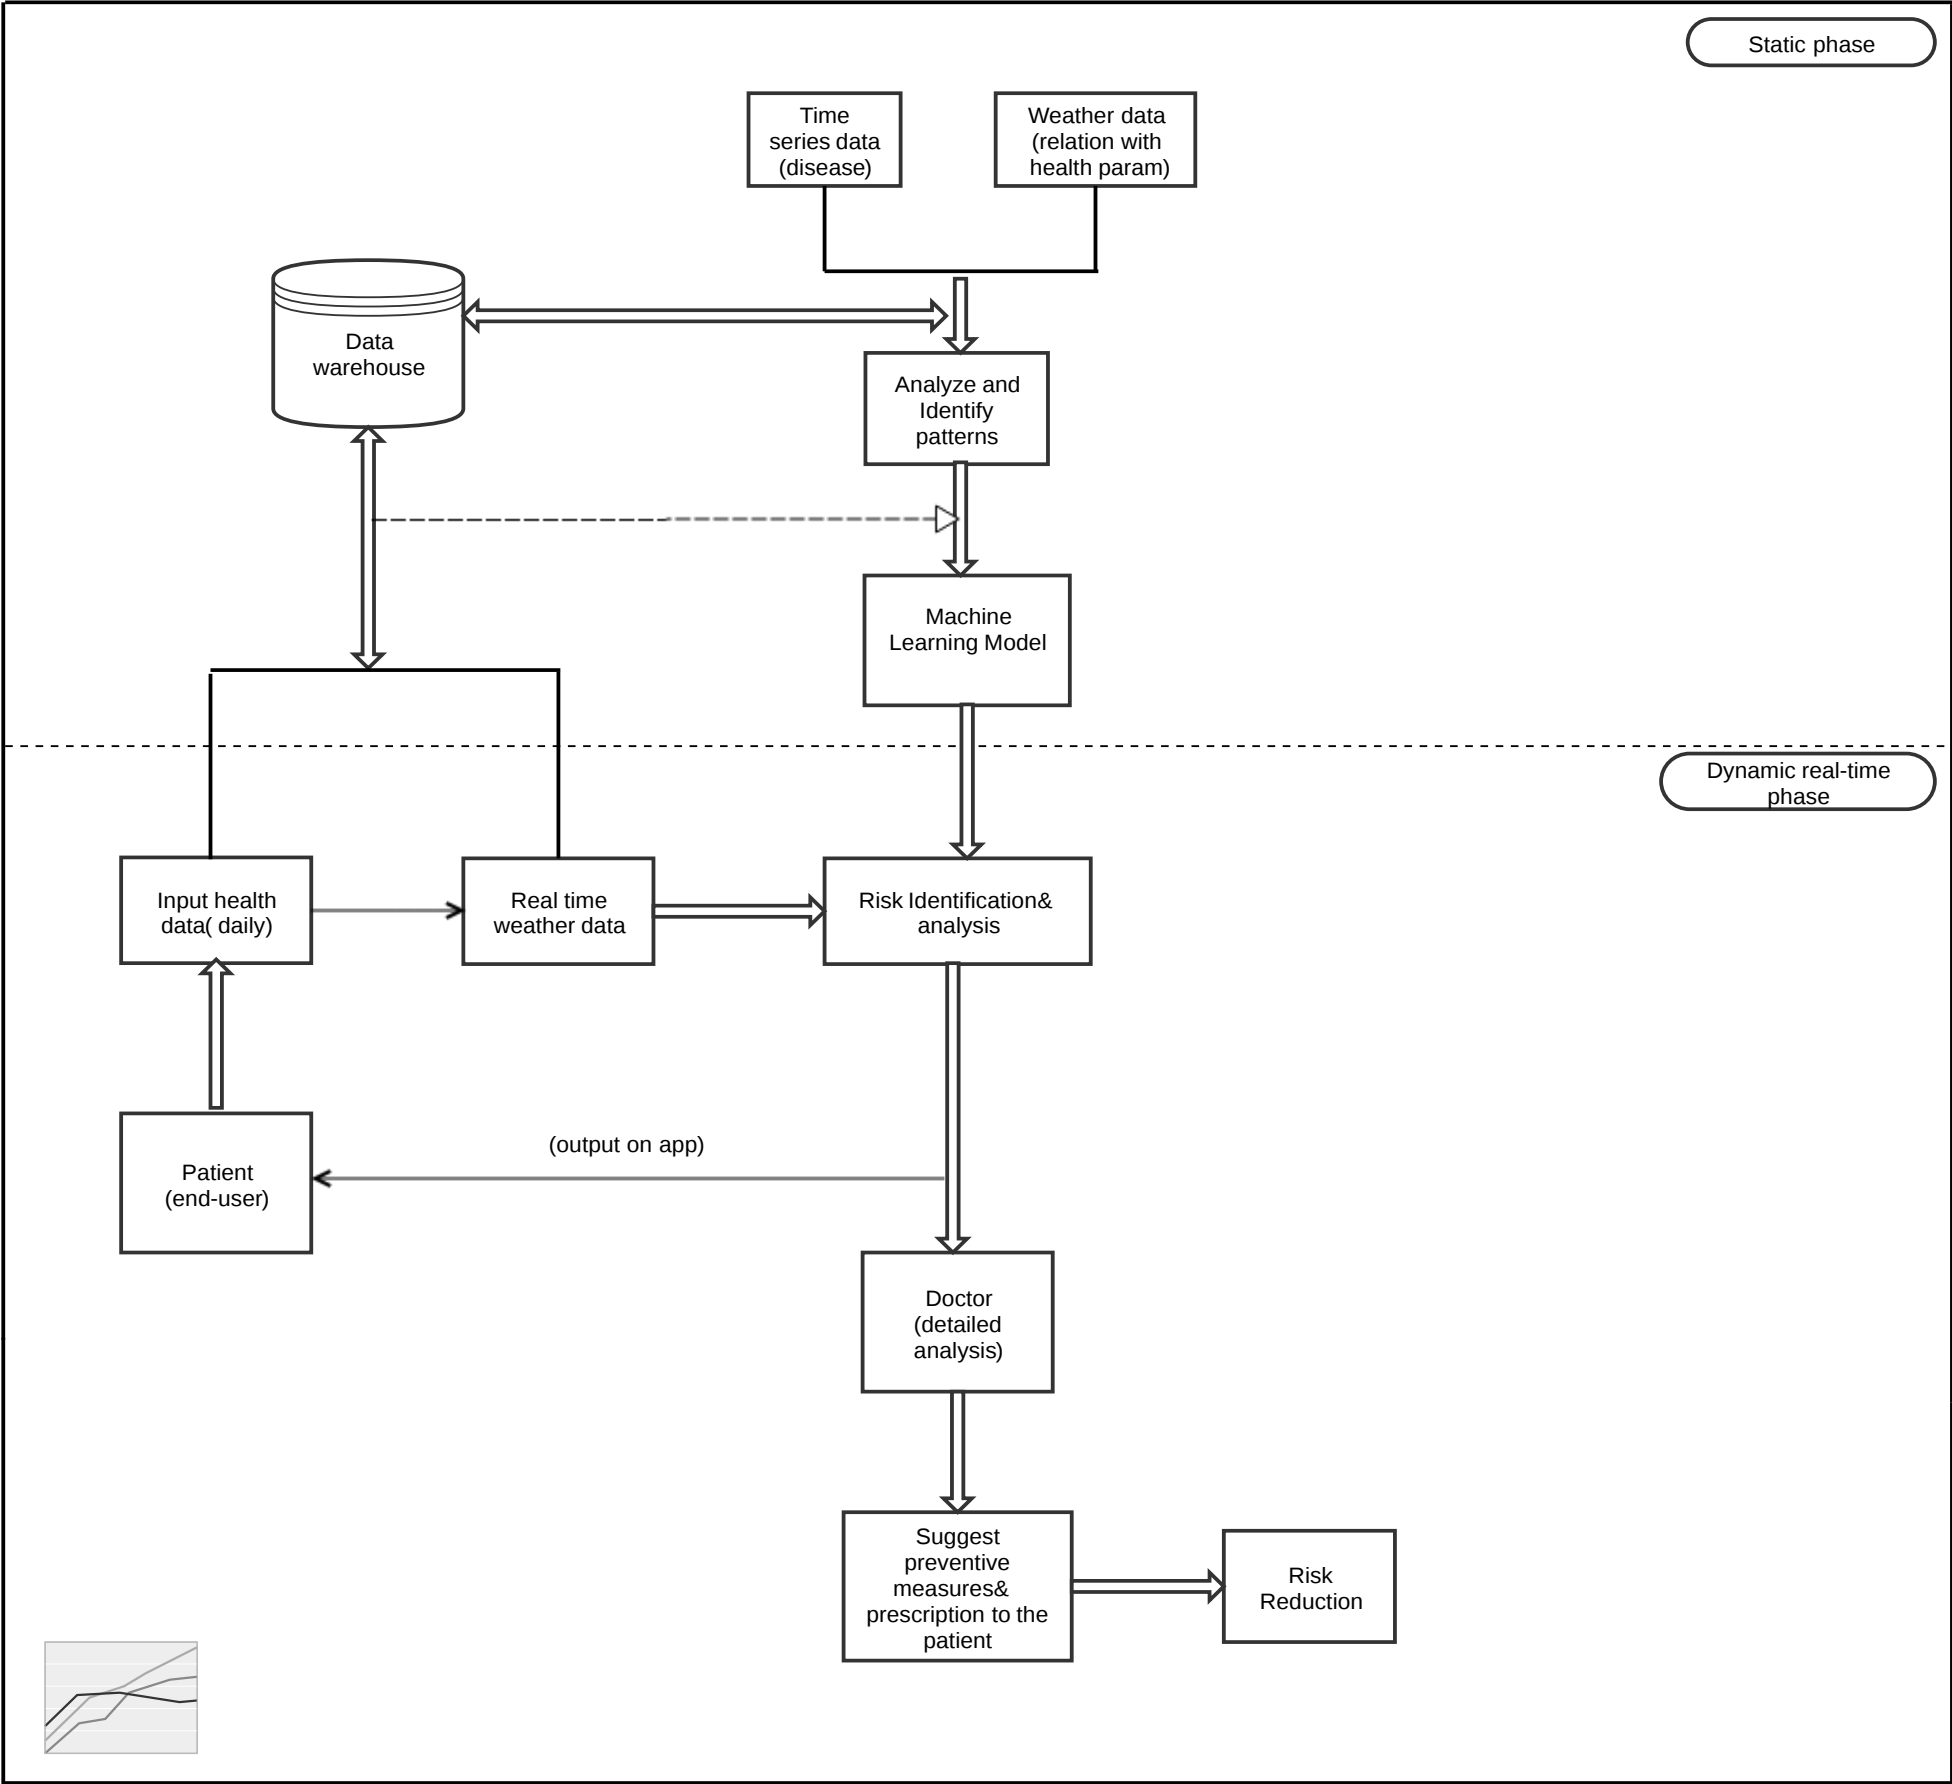 Static phase
Time
series data
(disease)
Weather data
(relation with
health param)
Data
warehouse
Analyze and
Identify
patterns
Machine
Learning Model
Dynamic real-time
phase
Input health
data( daily)
Real time
weather data
Risk Identification&
analysis
(output on app)
Patient
(end-user)
Doctor
(detailed
analysis)
Suggest
preventive
measures&
prescription to the
patient
Risk
Reduction